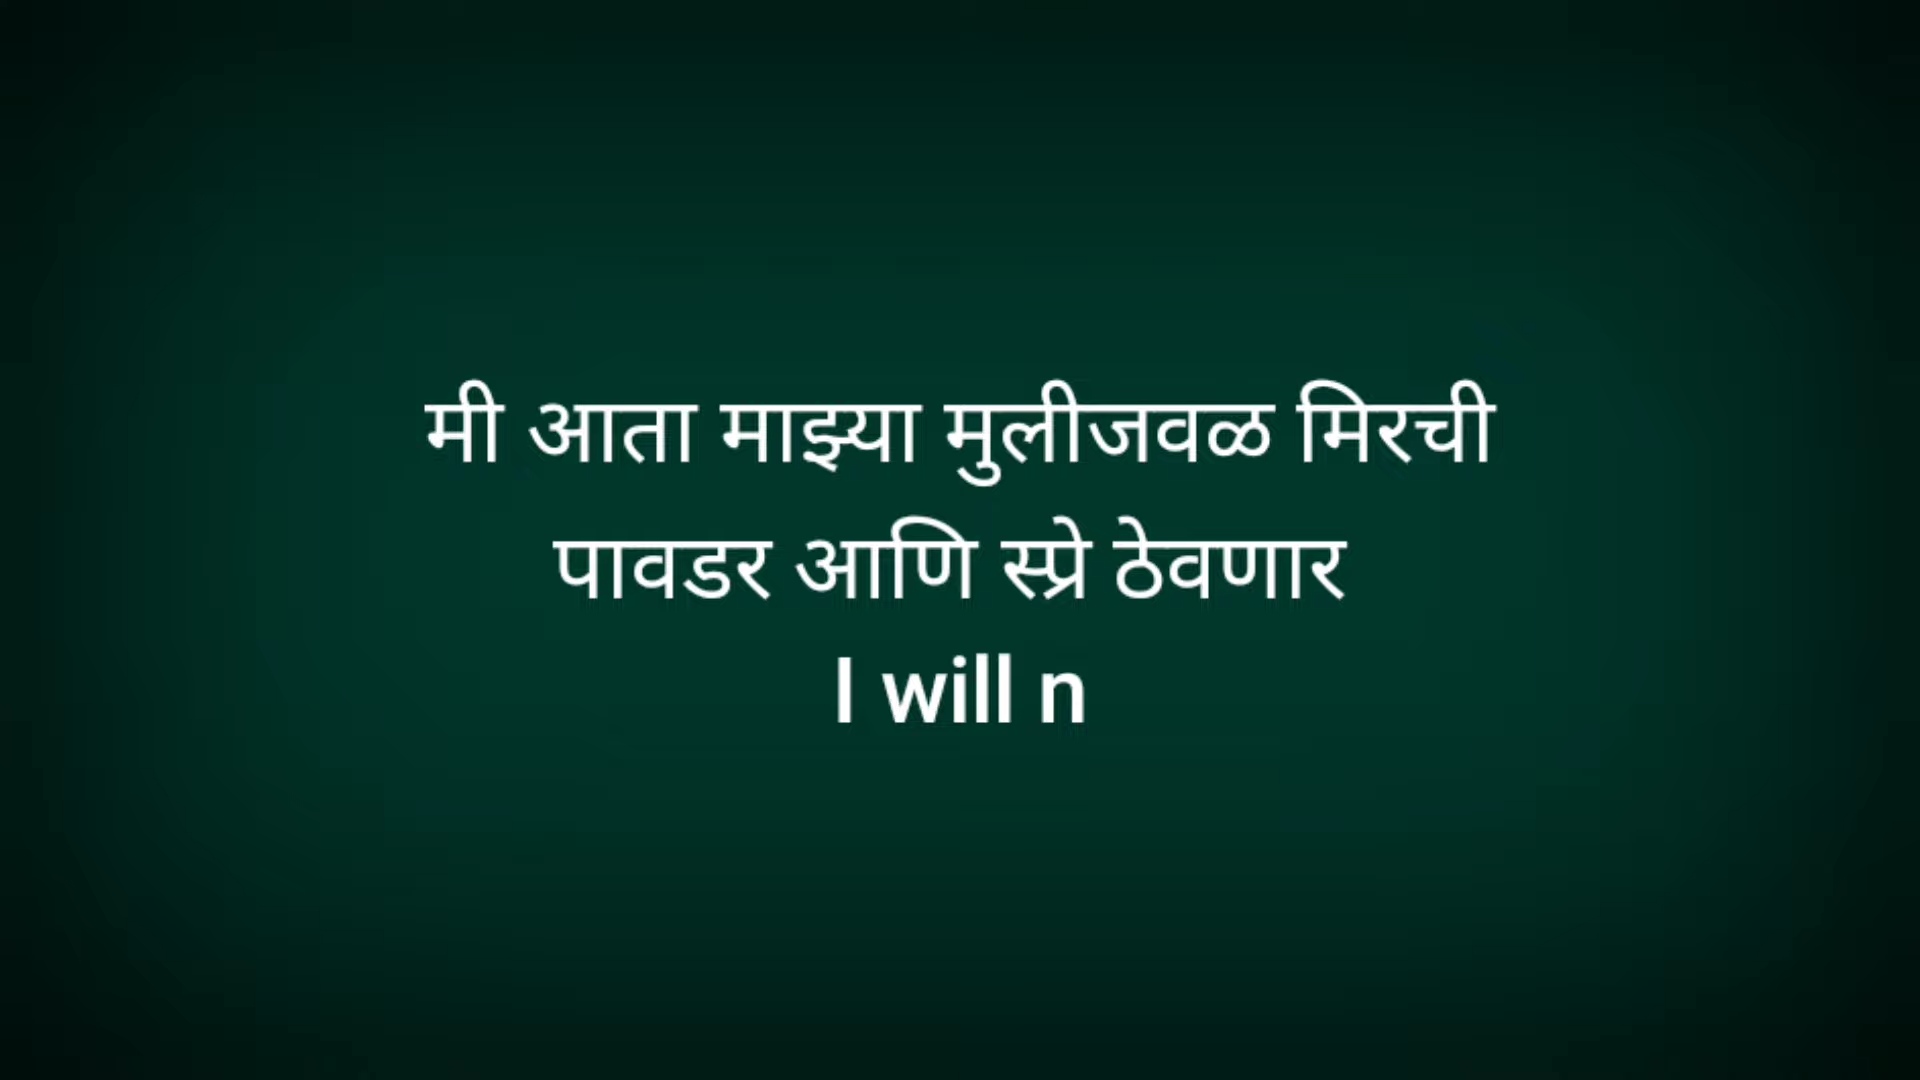 मी आता माझ्या मुलीजवळ मिरची
पावडर आणि स्प्रे ठेवणार
I will n